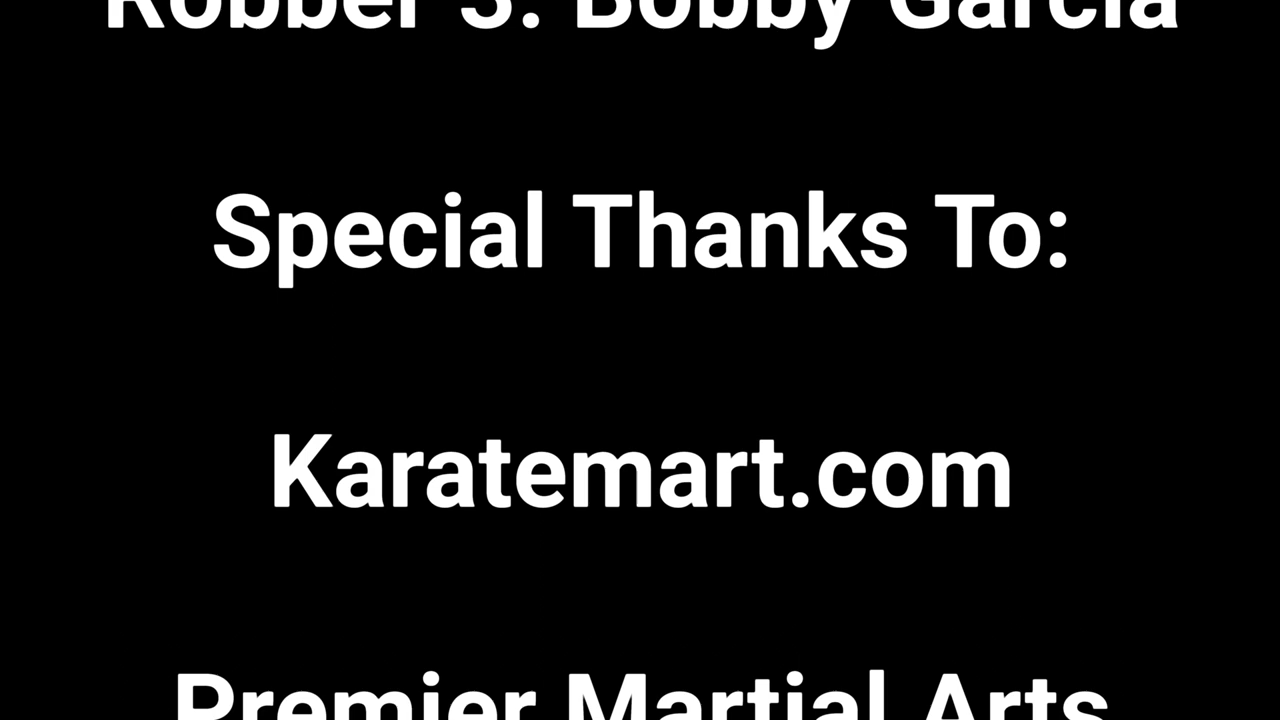 Robber 3: Bobby Garcia
Special Thanks To:
Karatemart.com
Premier Martial Arts